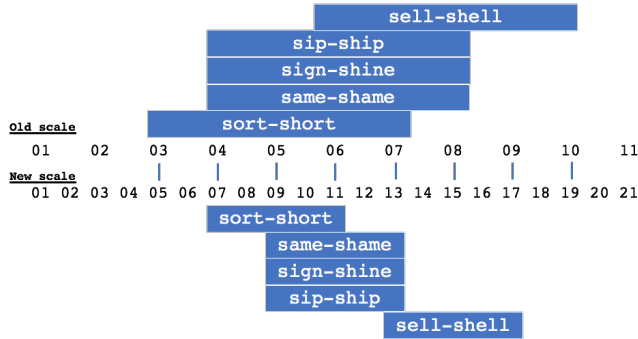 sell-shell
sip-ship
sign-shine
same-shame
sort-short
Old scale
01 02 03 04 05 06 07 08 09 10 11
New scale
01 02 03 04 05 06 07 08 09 10 11 12 13 14 15 16 17 18 19 20 21
sort-short
same-shame
sign-shine
sip-ship
sell-shell